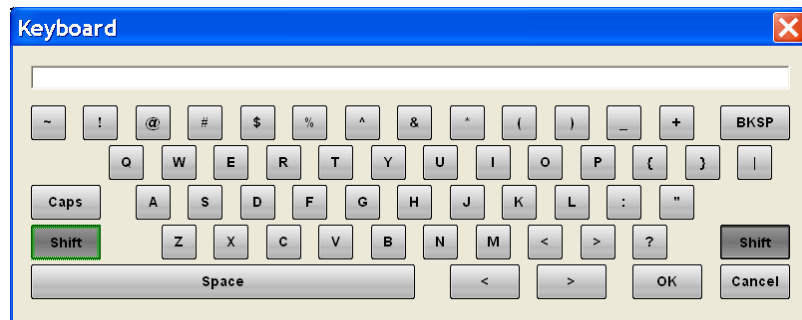 Keyboard
~ ! @ # $ % ^ & * ( ) _ + BKSP
Q W E R T Y U I O P { } |
Caps A S D F G H J K L : "
Shift Z X C V B N M < > ? Shift
Space < > OK Cancel